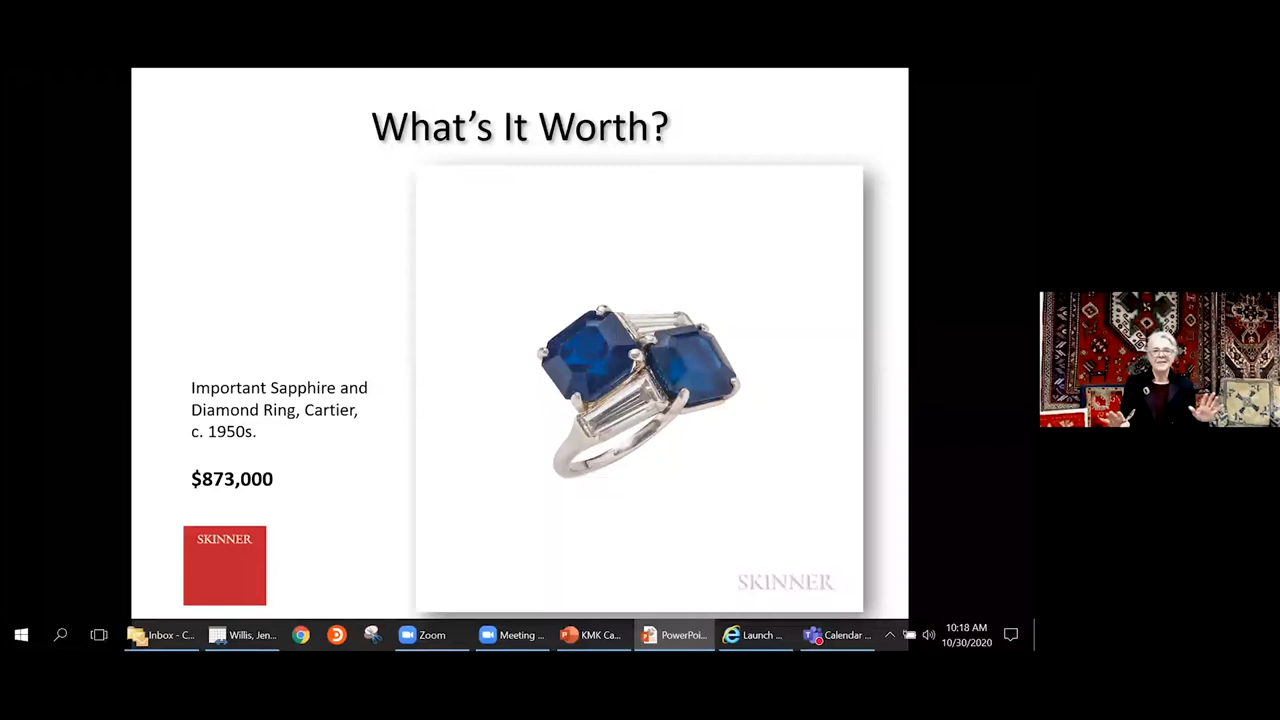 What's It Worth?
Important Sapphire and
Diamond Ring, Cartier,
c. 1950s.
$873,000
SKINNER
SKINNER
Inbox - C...
Willis, Jen...
Zoom
Meeting ...
KMK Ca...
PowerPoi...
Launch ...
Calendar ...
10:18 AM
10/30/2020